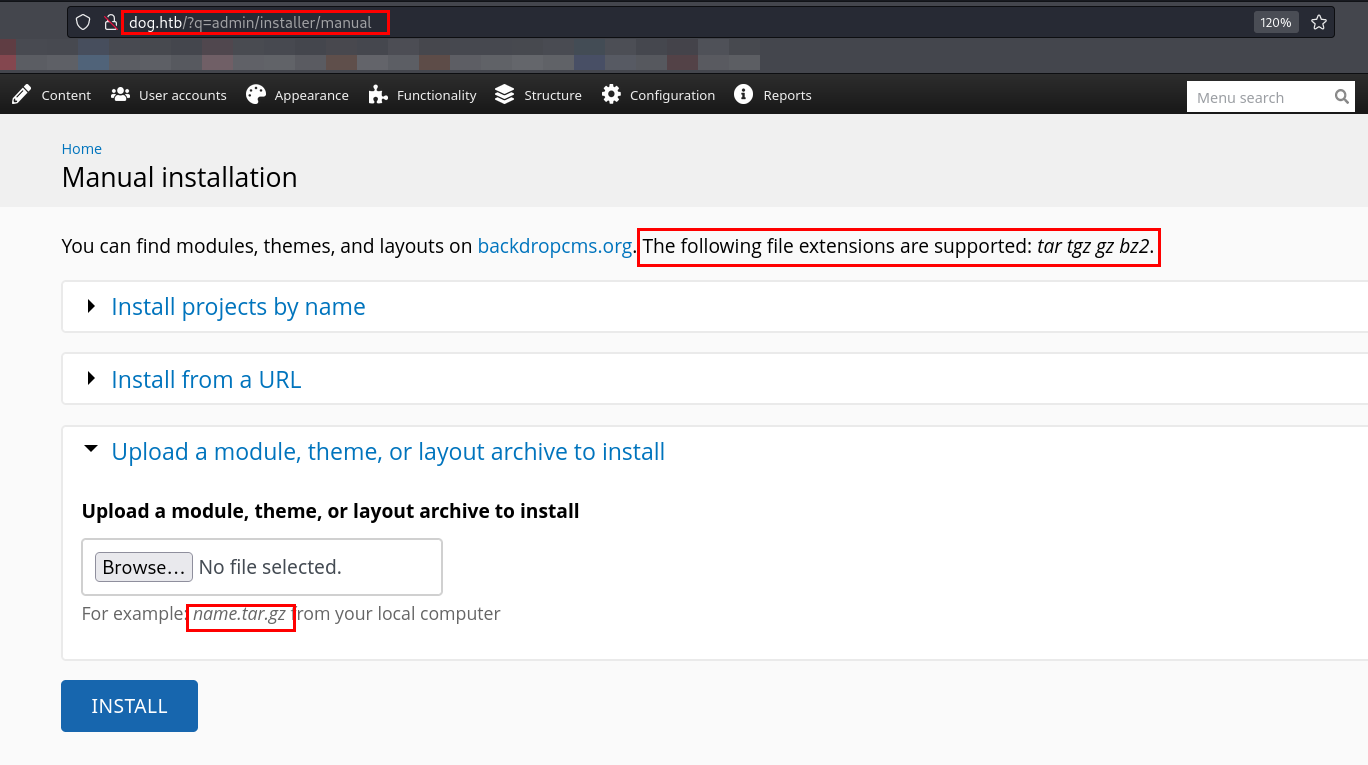 dog.htb/?q=admin/installer/manual 120%
Content User accounts Appearance Functionality Structure Configuration Reports Menu search
Home
Manual installation
You can find modules, themes, and layouts on backdropcms.org. The following file extensions are supported: tar tgz gz bz2.
Install projects by name
Install from a URL
Upload a module, theme, or layout archive to install
Upload a module, theme, or layout archive to install
Browse... No file selected.
For example: name.tar.gz from your local computer
INSTALL